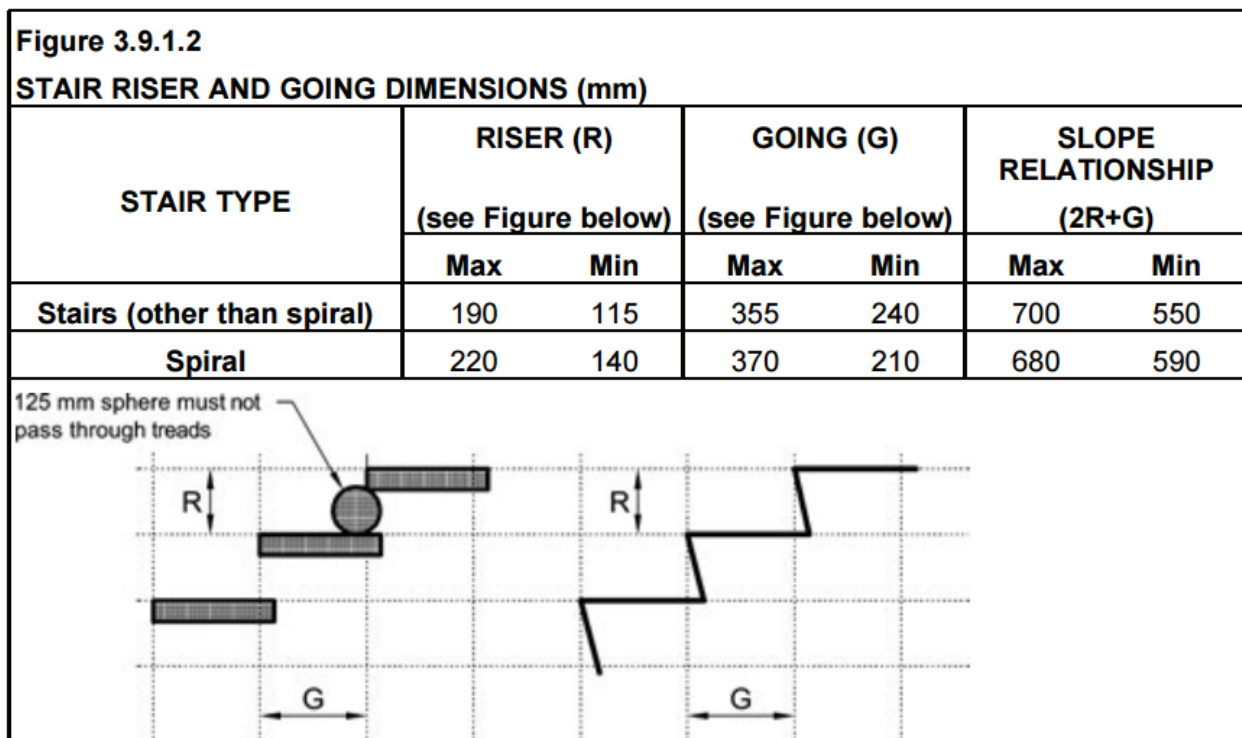 Figure 3.9.1.2
STAIR RISER AND GOING DIMENSIONS (mm)
STAIR TYPE
RISER (R)
(see Figure below)
GOING (G)
(see Figure below)
SLOPE
RELATIONSHIP
(2R+G)
Max Min Max Min Max Min
Stairs (other than spiral) 190 115 355 240 700 550
Spiral 220 140 370 210 680 590
125 mm sphere must not
pass through treads
R
R
G
G